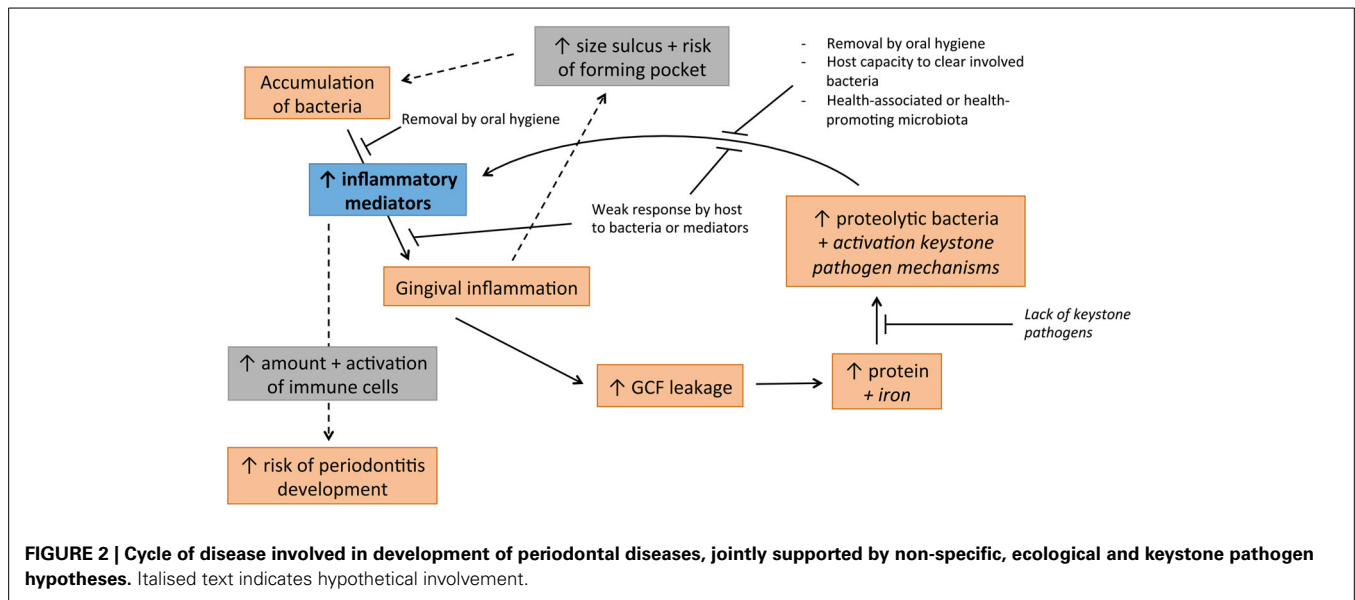 ↑ size sulcus + risk
of forming pocket
- Removal by oral hygiene
- Host capacity to clear involved
bacteria
- Health-associated or health-
promoting microbiota
Accumulation
of bacteria
Removal by oral hygiene
↑ inflammatory
mediators
Weak response by host
to bacteria or mediators
↑ proteolytic bacteria
+ activation keystone
pathogen mechanisms
Gingival inflammation
Lack of keystone
pathogens
↑ amount + activation
of immune cells
↑ GCF leakage
↑ protein
+ iron
↑ risk of periodontitis
development
FIGURE 2 | Cycle of disease involved in development of periodontal diseases, jointly supported by non-specific, ecological and keystone pathogen
hypotheses. Italised text indicates hypothetical involvement.